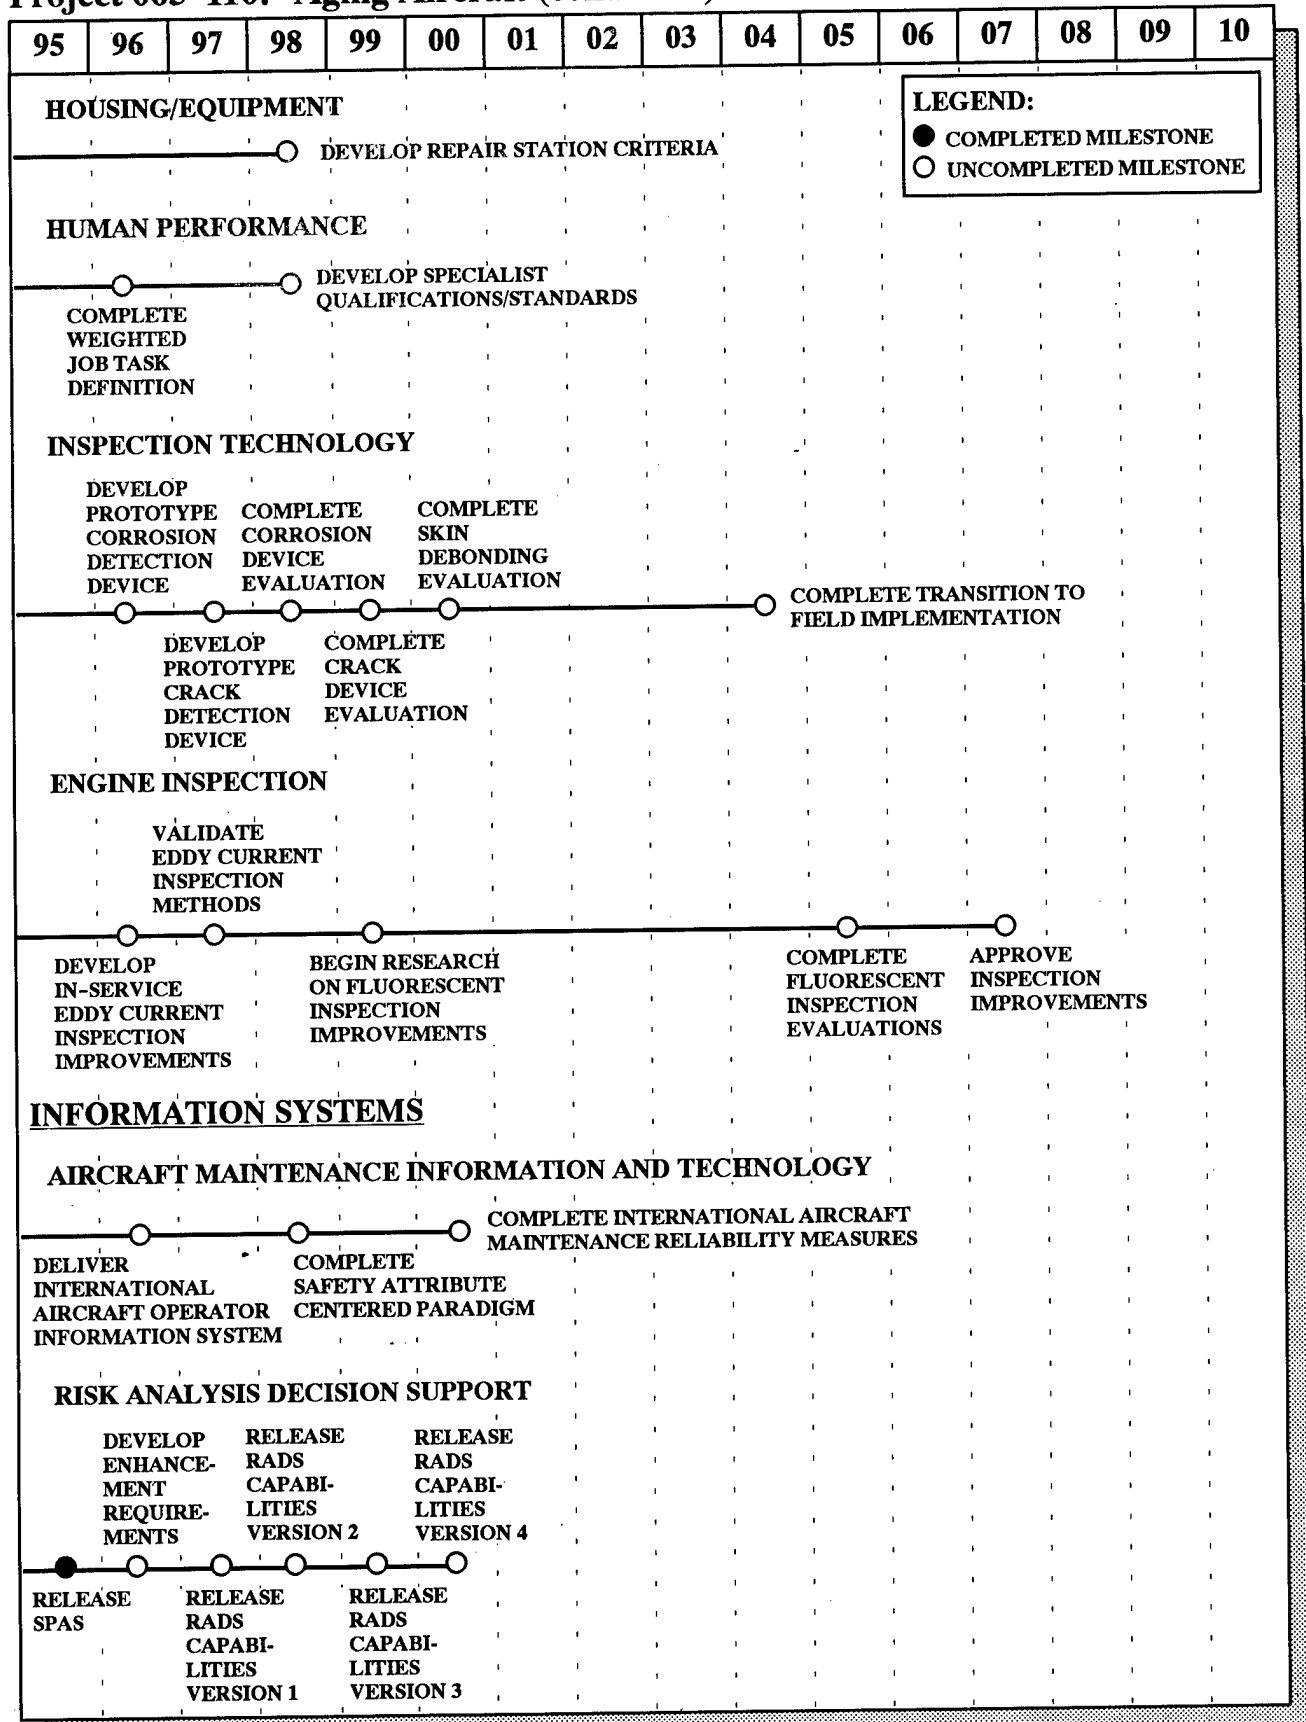 Project 065-110: Aging Aircraft
95 96 97 98 99 00 01 02 03 04 05 06 07 08 09 10
LEGEND:
COMPLETED MILESTONE
UNCOMPLETED MILESTONE
HOUSING/EQUIPMENT
DEVELOP REPAIR STATION CRITERIA
HUMAN PERFORMANCE
DEVELOP SPECIALIST
QUALIFICATIONS/STANDARDS
COMPLETE
WEIGHTED
JOB TASK
DEFINITION
INSPECTION TECHNOLOGY
DEVELOP
PROTOTYPE
CORROSION
DETECTION
DEVICE
COMPLETE
CORROSION
DEVICE
EVALUATION
COMPLETE
SKIN
DEBONDING
EVALUATION
COMPLETE TRANSITION TO
FIELD IMPLEMENTATION
DEVELOP
PROTOTYPE
CRACK
DETECTION
DEVICE
COMPLETE
CRACK
DEVICE
EVALUATION
ENGINE INSPECTION
VALIDATE
EDDY CURRENT
INSPECTION
METHODS
DEVELOP
IN-SERVICE
EDDY CURRENT
INSPECTION
IMPROVEMENTS
BEGIN RESEARCH
ON FLUORESCENT
INSPECTION
IMPROVEMENTS
COMPLETE
FLUORESCENT
INSPECTION
EVALUATIONS
APPROVE
INSPECTION
IMPROVEMENTS
INFORMATION SYSTEMS
AIRCRAFT MAINTENANCE INFORMATION AND TECHNOLOGY
COMPLETE INTERNATIONAL AIRCRAFT
MAINTENANCE RELIABILITY MEASURES
DELIVER
INTERNATIONAL
AIRCRAFT OPERATOR
INFORMATION SYSTEM
COMPLETE
SAFETY ATTRIBUTE
CENTERED PARADIGM
RISK ANALYSIS DECISION SUPPORT
DEVELOP
ENHANCE-
MENT
REQUIRE-
MENTS
RELEASE
RADS
CAPABI-
LITIES
VERSION 2
RELEASE
RADS
CAPABI-
LITIES
VERSION 4
RELEASE
SPAS
RELEASE
RADS
CAPABI-
LITIES
VERSION 1
RELEASE
RADS
CAPABI-
LITIES
VERSION 3